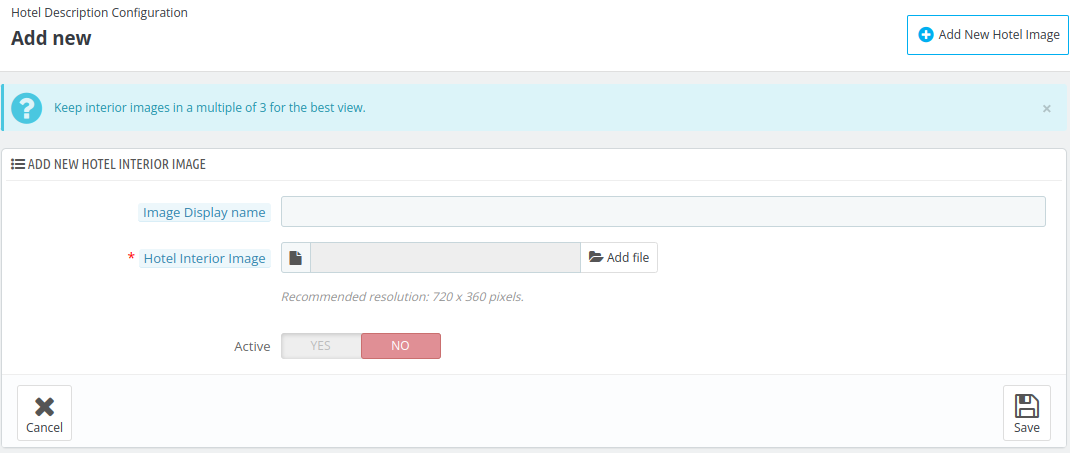 Hotel Description Configuration
Add new
Add New Hotel Image
Keep interior images in a multiple of 3 for the best view.
×
ADD NEW HOTEL INTERIOR IMAGE
Image Display name
* Hotel Interior Image
Add file
Recommended resolution: 720 x 360 pixels.
Active YES NO
Cancel
Save